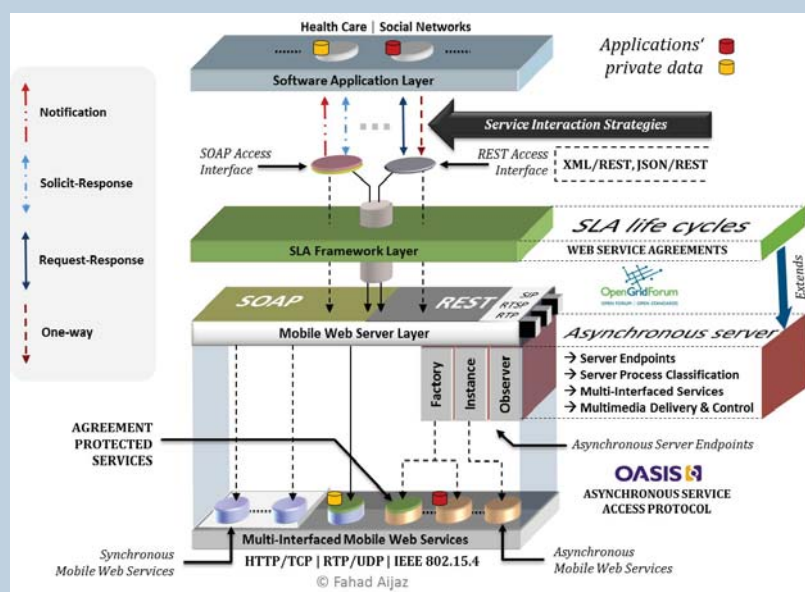 Health Care | Social Networks
Applications'
private data
Software Application Layer
Notification
Solicit-Response
Request-Response
One-way
Service Interaction Strategies
SOAP Access
Interface
REST Access
Interface
XML/REST, JSON/REST
SLA life cycles
SLA Framework Layer
WEB SERVICE AGREEMENTS
OpenGridForum
OPEN FORUM | OPEN STANDARDS
Extends
SOAP
REST
SIP
RTSP
RTP
Mobile Web Server Layer
Asynchronous server
→ Server Endpoints
→ Server Process Classification
→ Multi-Interfaced Services
→ Multimedia Delivery & Control
Factory
Instance
Observer
AGREEMENT
PROTECTED
SERVICES
Asynchronous Server Endpoints
OASIS
ASYNCHRONOUS SERVICE
ACCESS PROTOCOL
Multi-Interfaced Mobile Web Services
Synchronous
Mobile Web Services
HTTP/TCP | RTP/UDP | IEEE 802.15.4
Asynchronous
Mobile Web Services
© Fahad Aijaz